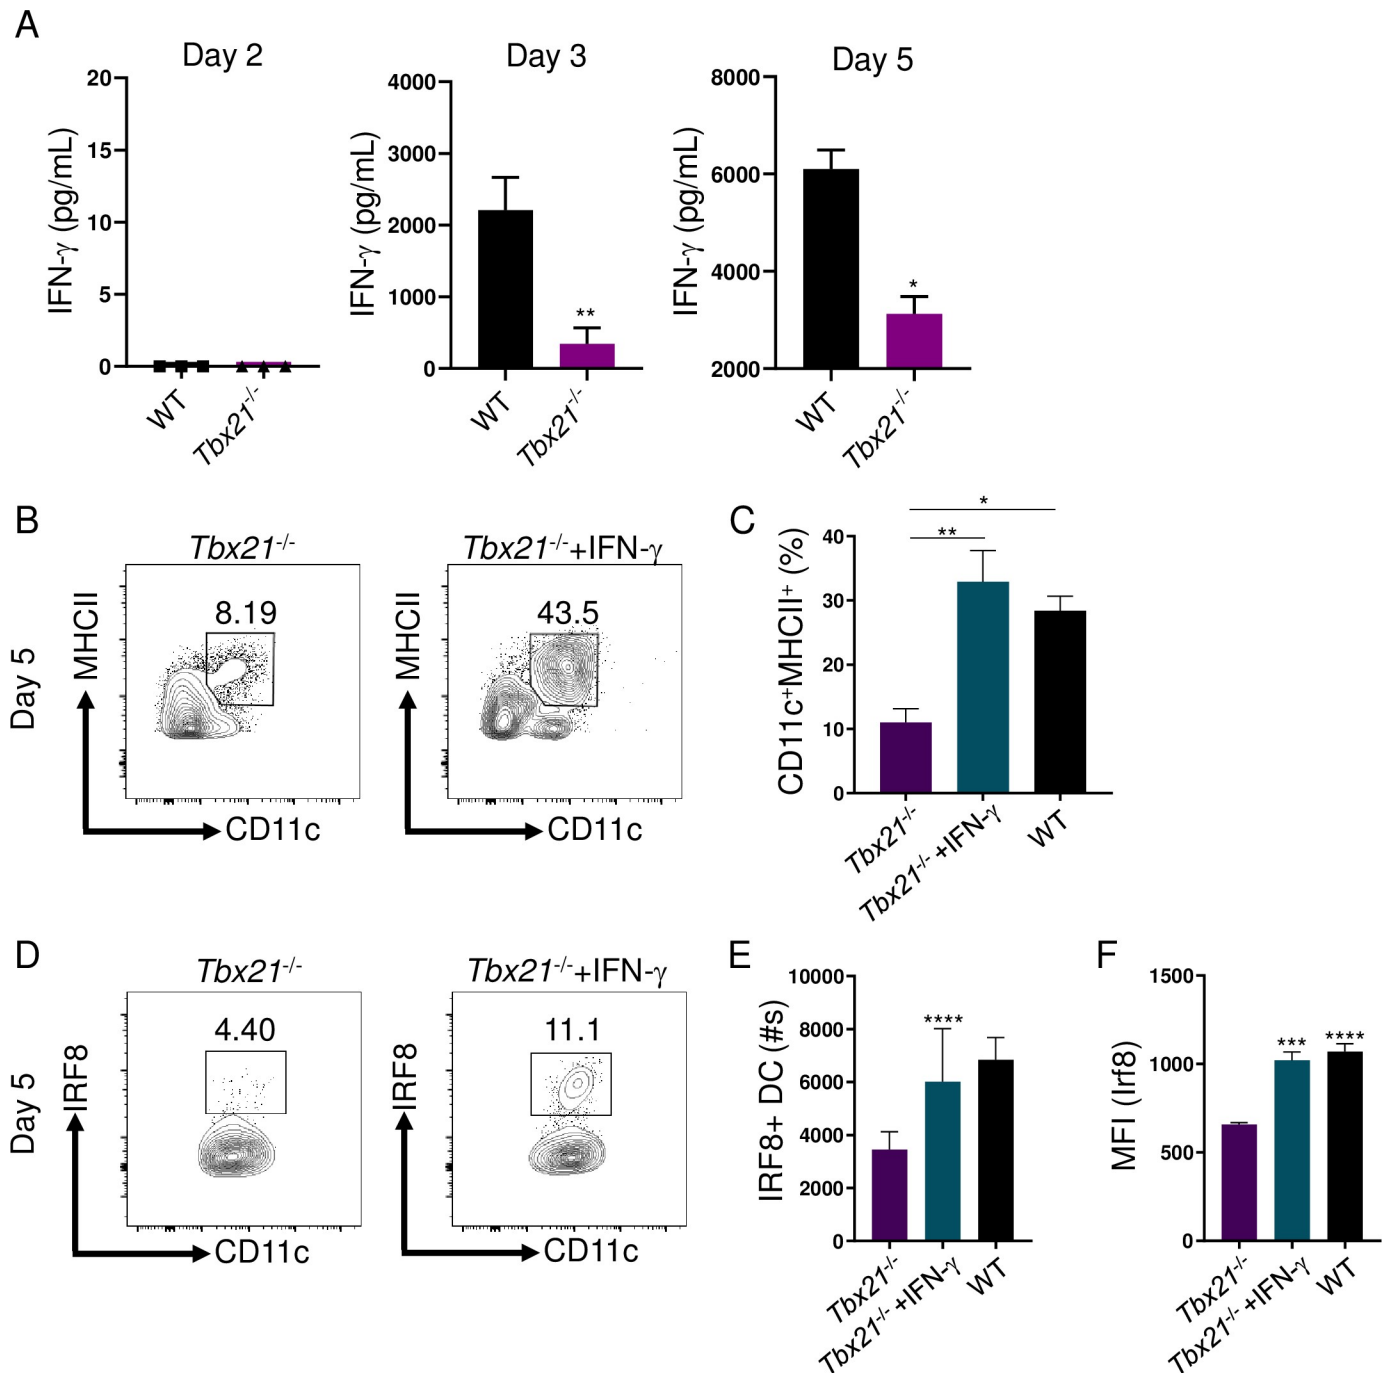 A
Day 2
Day 3
Day 5
IFN-γ (pg/mL)
20
15
10
5
0
WT
Tbx21-/-
IFN-γ (pg/mL)
4000
3000
2000
1000
0
**
WT
Tbx21-/-
IFN-γ (pg/mL)
8000
6000
4000
2000
*
WT
Tbx21-/-
B
Day 5
Tbx21-/-
MHCII
8.19
CD11c
Tbx21-/-+IFN-γ
MHCII
43.5
CD11c
C
CD11c+MHCII+ (%)
40
30
20
10
0
*
**
Tbx21-/-
Tbx21-/- +IFN-γ
WT
D
Day 5
Tbx21-/-
IRF8
4.40
CD11c
Tbx21-/-+IFN-γ
IRF8
11.1
CD11c
E
IRF8+ DC (#s)
10000
8000
6000
4000
2000
0
****
Tbx21-/-
Tbx21-/- +IFN-γ
WT
F
MFI (Irf8)
1500
1000
500
0
***
****
Tbx21-/-
Tbx21-/- +IFN-γ
WT